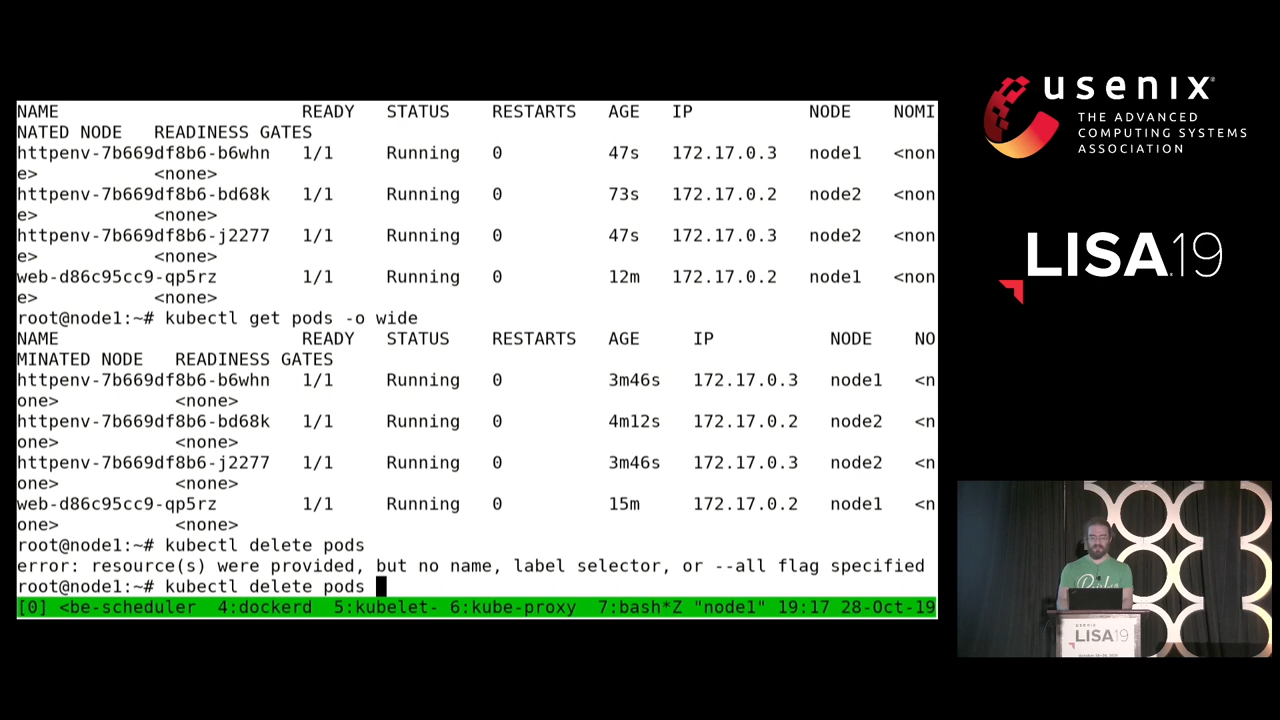 NAME READY STATUS RESTARTS AGE IP NODE NOMI
NATED NODE READINESS GATES
httpenv-7b669df8b6-b6whn 1/1 Running 0 47s 172.17.0.3 node1 <non
e> <none>
httpenv-7b669df8b6-bd68k 1/1 Running 0 73s 172.17.0.2 node2 <non
e> <none>
httpenv-7b669df8b6-j2277 1/1 Running 0 47s 172.17.0.3 node2 <non
e> <none>
web-d86c95cc9-qp5rz 1/1 Running 0 12m 172.17.0.2 node1 <non
e> <none>
root@node1:~# kubectl get pods -o wide
NAME READY STATUS RESTARTS AGE IP NODE NO
MINATED NODE READINESS GATES
httpenv-7b669df8b6-b6whn 1/1 Running 0 3m46s 172.17.0.3 node1 <n
one> <none>
httpenv-7b669df8b6-bd68k 1/1 Running 0 4m12s 172.17.0.2 node2 <n
one> <none>
httpenv-7b669df8b6-j2277 1/1 Running 0 3m46s 172.17.0.3 node2 <n
one> <none>
web-d86c95cc9-qp5rz 1/1 Running 0 15m 172.17.0.2 node1 <n
one> <none>
root@node1:~# kubectl delete pods
error: resource(s) were provided, but no name, label selector, or --all flag specified
root@node1:~# kubectl delete pods
[0] <be-scheduler 4:dockerd 5:kubelet- 6:kube-proxy 7:bash*Z "node1" 19:17 28-Oct-19
usenix
THE ADVANCED
COMPUTING SYSTEMS
ASSOCIATION
LISA19
usenix
LISA19